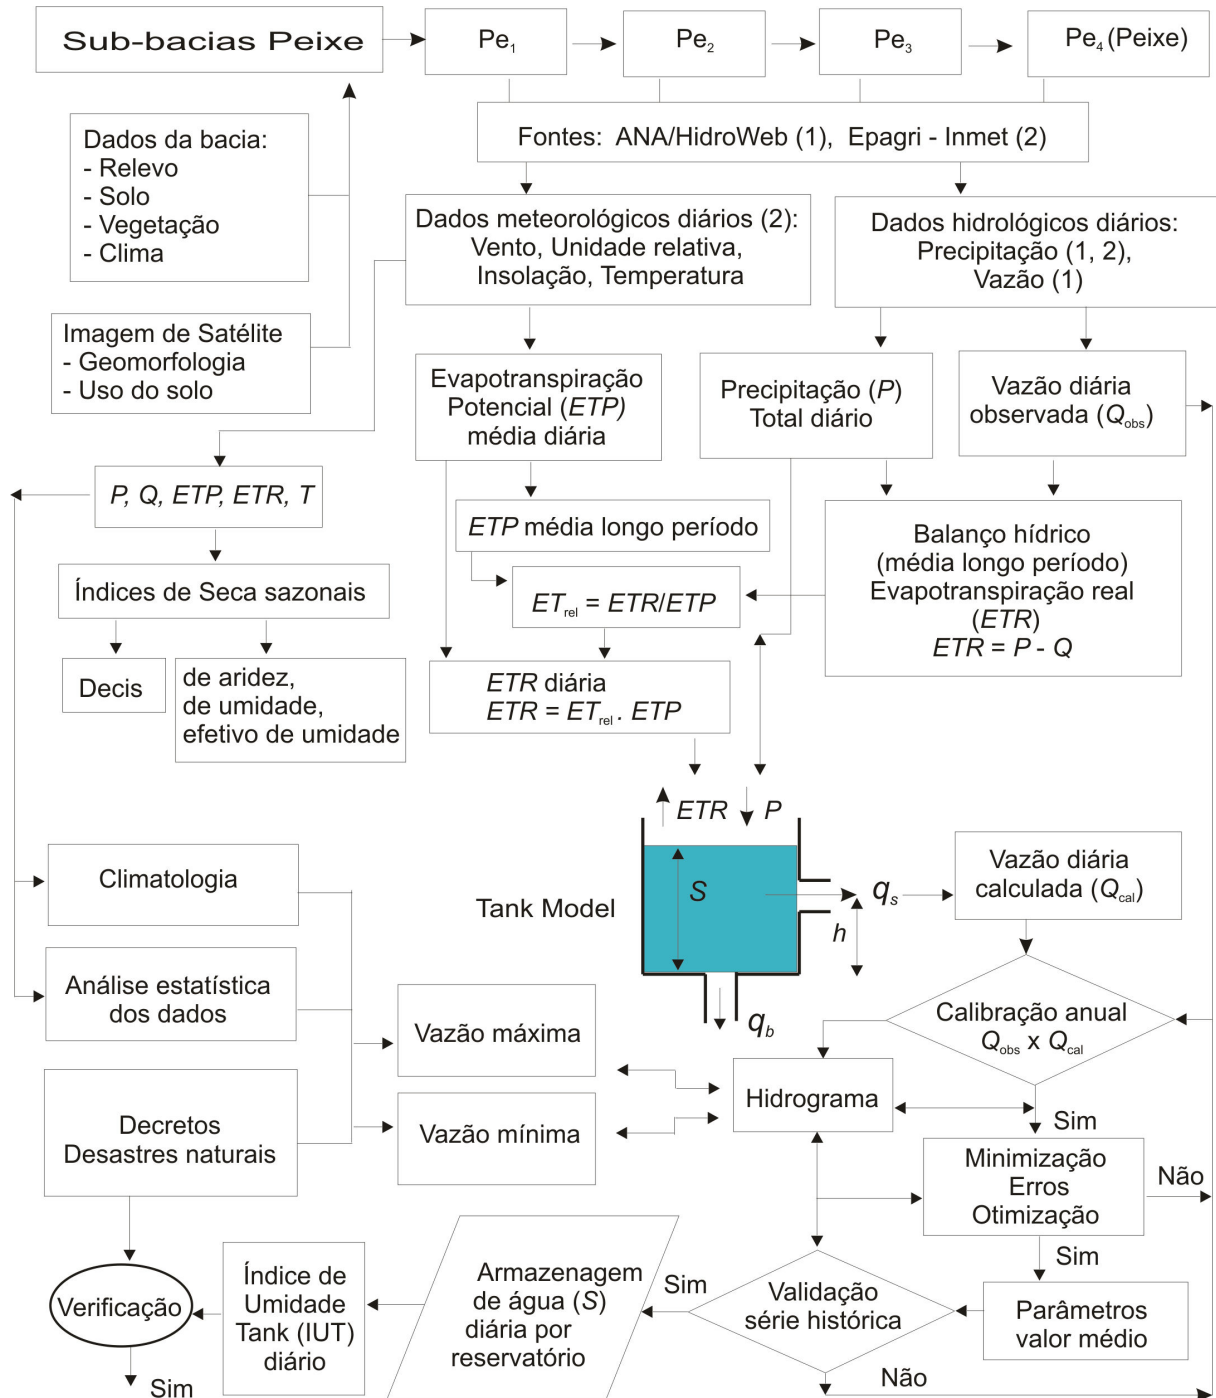 Sub-bacias Peixe
Pe1
Pe2
Pe3
Pe4 (Peixe)
Fontes: ANA/HidroWeb (1), Epagri - Inmet (2)
Dados da bacia:
- Relevo
- Solo
- Vegetação
- Clima
Dados meteorológicos diários (2):
Vento, Unidade relativa,
Insolação, Temperatura
Dados hidrológicos diários:
Precipitação (1, 2),
Vazão (1)
Imagem de Satélite
- Geomorfologia
- Uso do solo
Evapotranspiração
Potencial (ETP)
média diária
Precipitação (P)
Total diário
Vazão diária
observada (Qobs)
P, Q, ETP, ETR, T
ETP média longo período
Balanço hídrico
(média longo período)
Evapotranspiração real
(ETR)
ETR = P - Q
Índices de Seca sazonais
ETrel = ETR/ETP
Decis
de aridez,
de umidade,
efetivo de umidade
ETR diária
ETR = ETrel . ETP
ETR
P
S
qs
h
qb
Tank Model
Vazão diária
calculada (Qcal)
Climatologia
Análise estatística
dos dados
Vazão máxima
Calibração anual
Qobs x Qcal
Hidrograma
Sim
Decretos
Desastres naturais
Vazão mínima
Minimização
Erros
Otimização
Não
Sim
Verificação
Índice de
Umidade
Tank (IUT)
diário
Armazenagem
de água (S)
diária por
reservatório
Sim
Validação
série histórica
Parâmetros
valor médio
Sim
Não